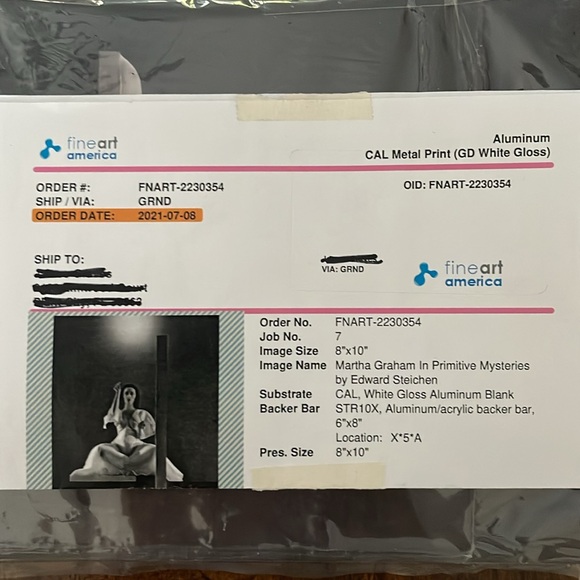 fineart
america
Aluminum
CAL Metal Print (GD White Gloss)
ORDER #: FNART-2230354
OID: FNART-2230354
SHIP / VIA: GRND
ORDER DATE: 2021-07-08
SHIP TO:
VIA: GRND
fineart
america
Order No. FNART-2230354
Job No. 7
Image Size 8"x10"
Image Name Martha Graham In Primitive Mysteries
by Edward Steichen
Substrate CAL, White Gloss Aluminum Blank
Backer Bar STR10X, Aluminum/acrylic backer bar,
6"x8"
Location: X*5*A
Pres. Size 8"x10"